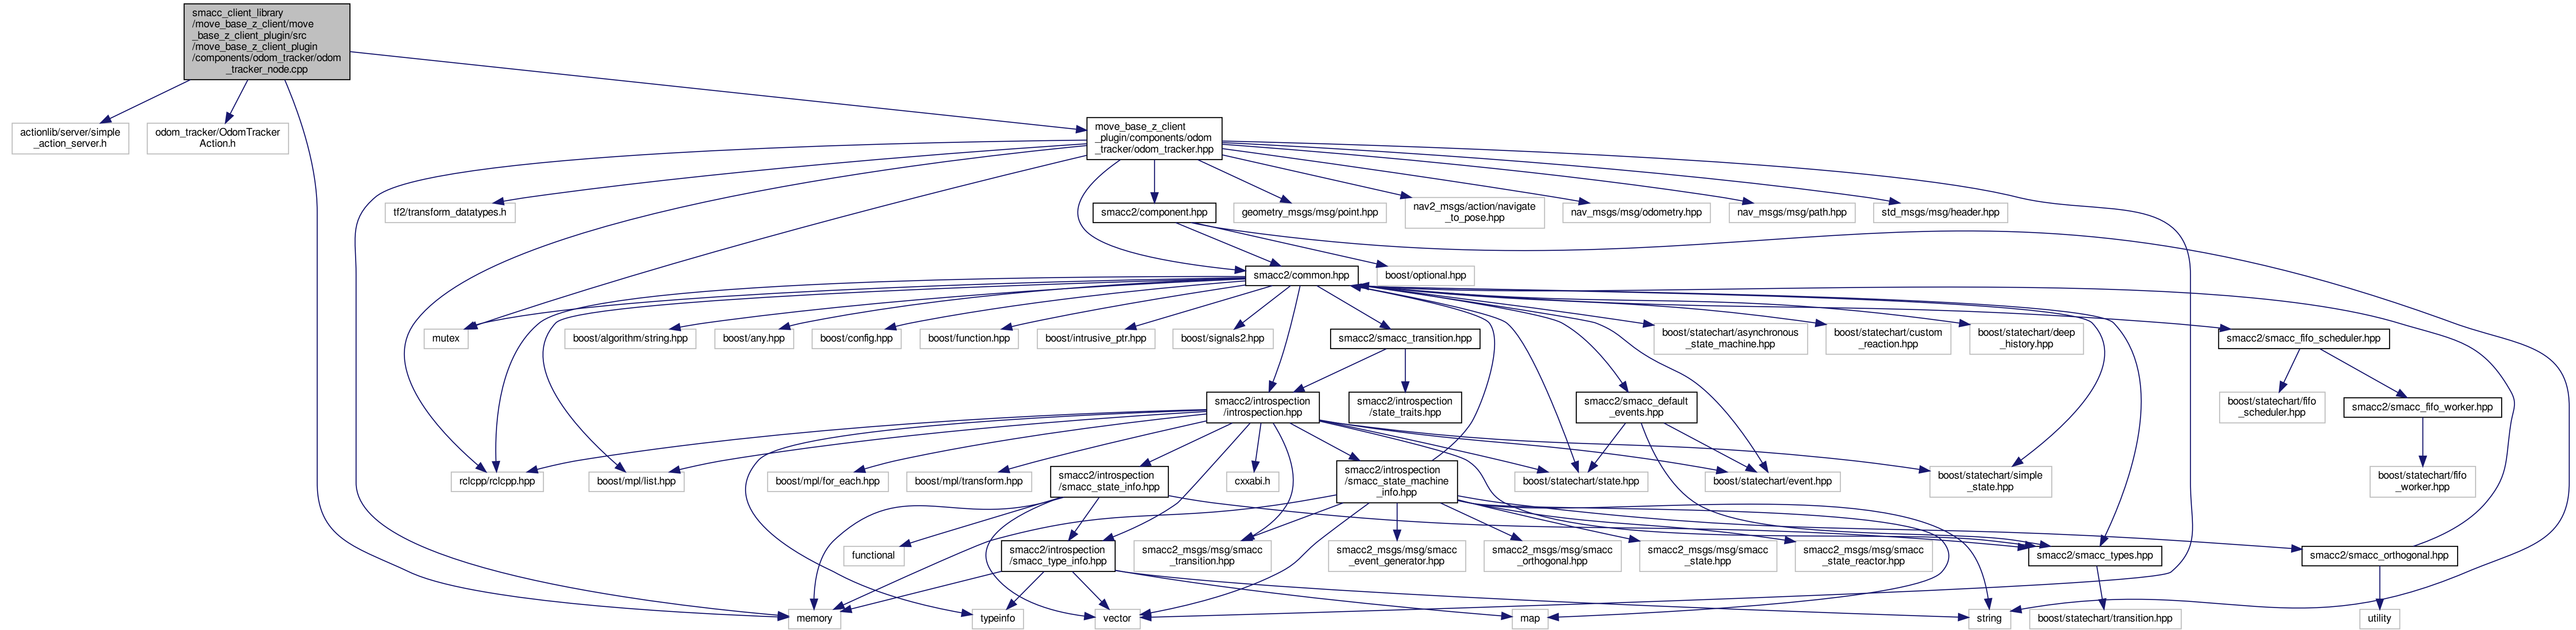 smacc_client_library
/move_base_z_client/move
_base_z_client_plugin/src
/move_base_z_client_plugin
/components/odom_tracker/odom
_tracker_node.cpp
actionlib/server/simple
_action_server.h
odom_tracker/OdomTracker
Action.h
move_base_z_client
_plugin/components/odom
_tracker/odom_tracker.hpp
tf2/transform_datatypes.h
smacc2/component.hpp
geometry_msgs/msg/point.hpp
nav2_msgs/action/navigate
_to_pose.hpp
nav_msgs/msg/odometry.hpp
nav_msgs/msg/path.hpp
std_msgs/msg/header.hpp
smacc2/common.hpp
boost/optional.hpp
mutex
boost/algorithm/string.hpp
boost/any.hpp
boost/config.hpp
boost/function.hpp
boost/intrusive_ptr.hpp
boost/signals2.hpp
smacc2/smacc_transition.hpp
boost/statechart/asynchronous
_state_machine.hpp
boost/statechart/custom
_reaction.hpp
boost/statechart/deep
_history.hpp
smacc2/smacc_fifo_scheduler.hpp
smacc2/introspection
/introspection.hpp
smacc2/introspection
/state_traits.hpp
smacc2/smacc_default
_events.hpp
boost/statechart/fifo
_scheduler.hpp
smacc2/smacc_fifo_worker.hpp
rclcpp/rclcpp.hpp
boost/mpl/list.hpp
boost/mpl/for_each.hpp
boost/mpl/transform.hpp
smacc2/introspection
/smacc_state_info.hpp
cxxabi.h
smacc2/introspection
/smacc_state_machine
_info.hpp
boost/statechart/state.hpp
boost/statechart/event.hpp
boost/statechart/simple
_state.hpp
boost/statechart/fifo
_worker.hpp
functional
smacc2/introspection
/smacc_type_info.hpp
smacc2_msgs/msg/smacc
_transition.hpp
smacc2_msgs/msg/smacc
_event_generator.hpp
smacc2_msgs/msg/smacc
_orthogonal.hpp
smacc2_msgs/msg/smacc
_state.hpp
smacc2_msgs/msg/smacc
_state_reactor.hpp
smacc2/smacc_types.hpp
smacc2/smacc_orthogonal.hpp
memory
typeinfo
vector
map
string
boost/statechart/transition.hpp
utility